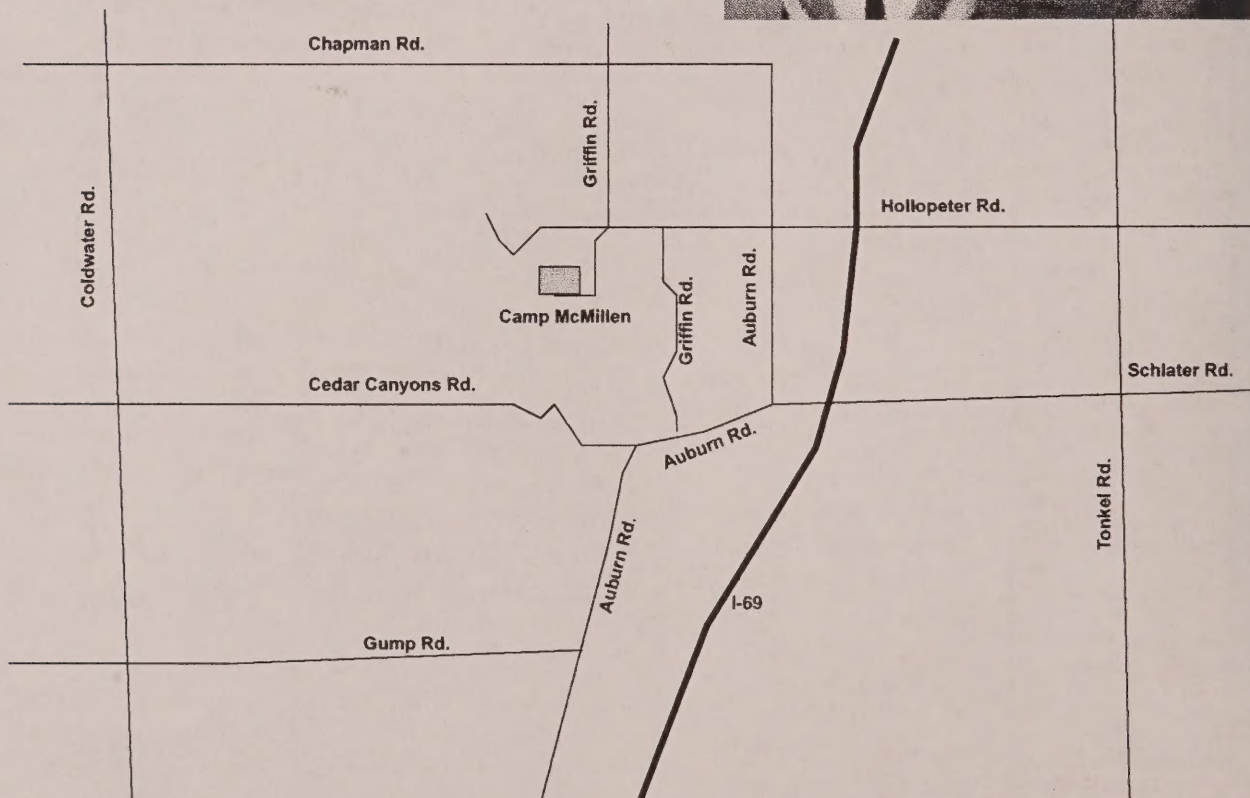 Chapman Rd.
Griffin Rd.
Coldwater Rd.
Hollopeter Rd.
Auburn Rd.
Griffin Rd.
Camp McMillen
Schlater Rd.
Cedar Canyons Rd.
Auburn Rd.
Tonkel Rd.
Auburn Rd.
I-69
Gump Rd.